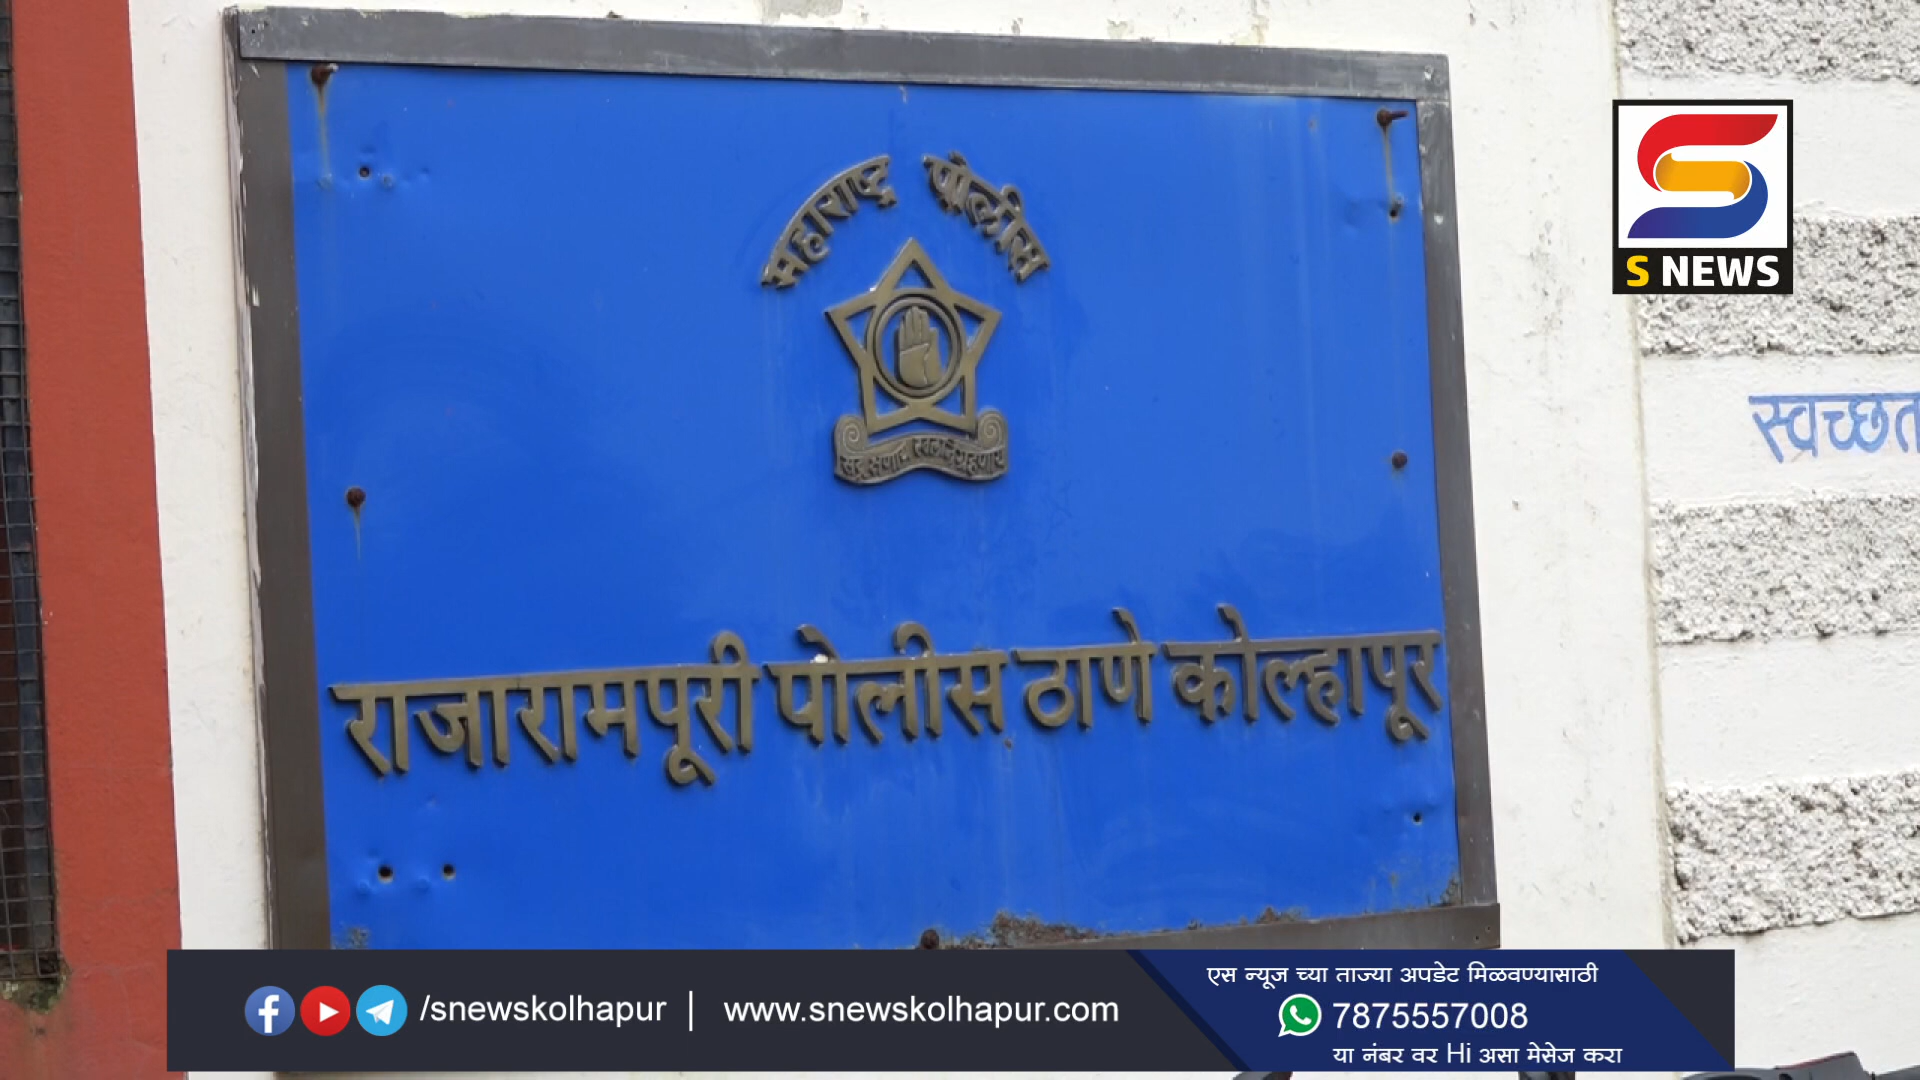 महाराष्ट्र पोलीस
सद् रक्षणाय खलनिग्रहणाय
राजारामपूरी पोलीस ठाणे कोल्हापूर
S NEWS
स्वच्छत
/snewskolhapur | www.snewskolhapur.com
एस न्यूज च्या ताज्या अपडेट मिळवण्यासाठी
7875557008
या नंबर वर Hi असा मेसेज करा